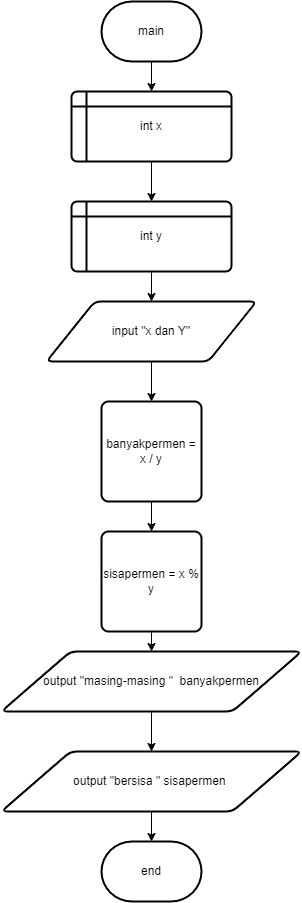 main
int x
int y
input "x dan Y"
banyakpermen =
x / y
sisapermen = x %
y
output "masing-masing " banyakpermen
output "bersisa " sisapermen
end